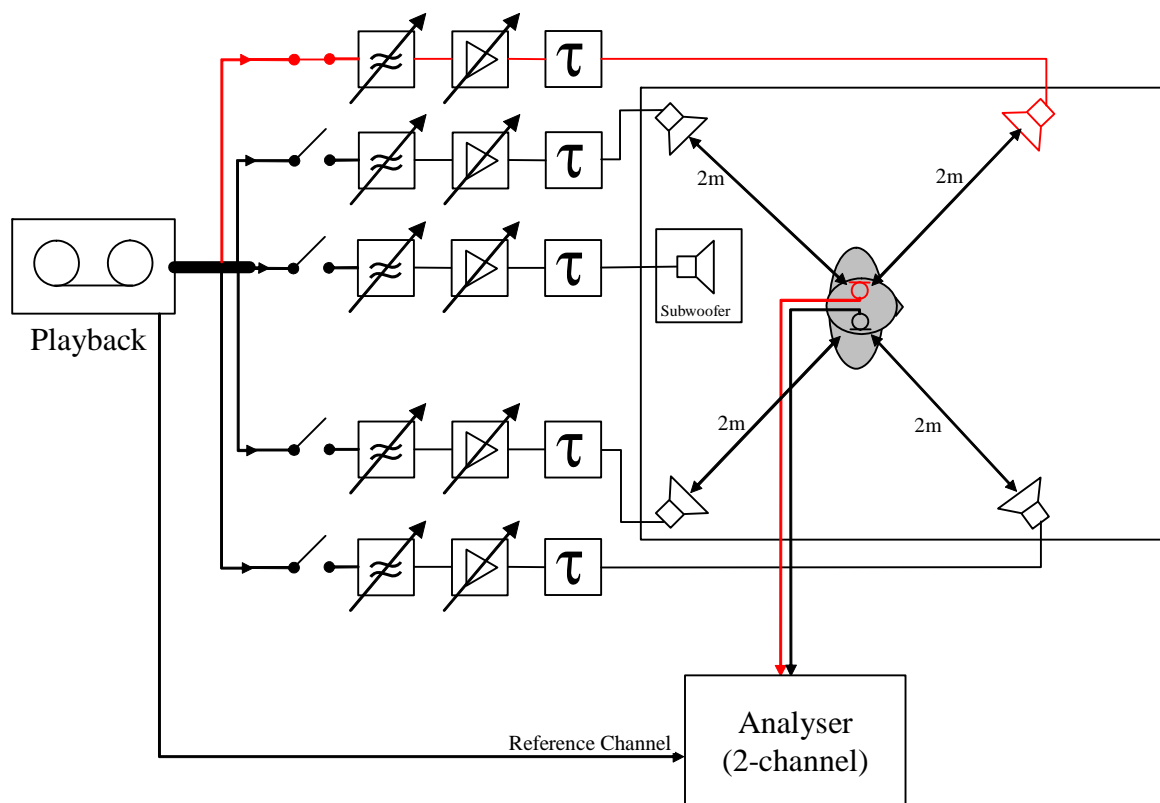 τ
τ
2m
2m
τ
Subwoofer
Playback
2m
2m
τ
τ
Analyser
(2-channel)
Reference Channel